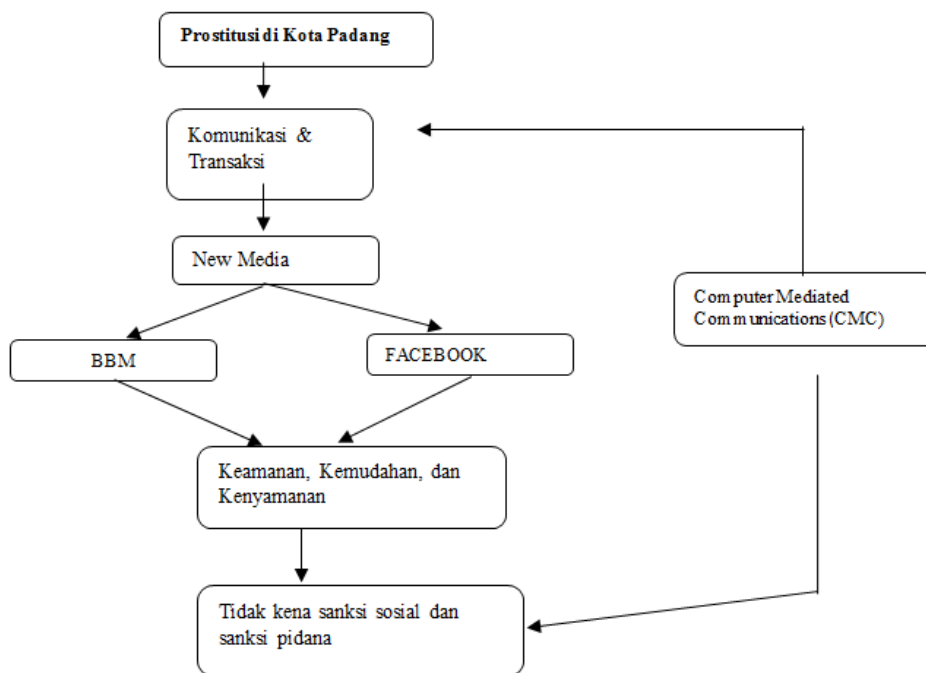 Prostitusi di Kota Padang
Komunikasi &
Transaksi
New Media
BBM
FACEBOOK
Computer Mediated
Communications (CMC)
Keamanan, Kemudahan, dan
Kenyamanan
Tidak kena sanksi sosial dan
sanksi pidana